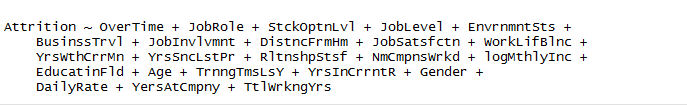 Attrition ~ OverTime + JobRole + StckOptnLvl + JobLevel + EnvrnmntSts +
BusinssTrvl + JobInvlvmnt + DistncFrmHm + JobSatsfctn + WorkLifBlnc +
YrsWthCrrMn + YrsSncLstPr + RltnshpStsf + NmCmpnsWrkd + logMthlyInc +
EducatinFld + Age + TrnngTmsLsY + YrsInCrrntR + Gender +
DailyRate + YersAtCmpny + TtlWrkngYrs